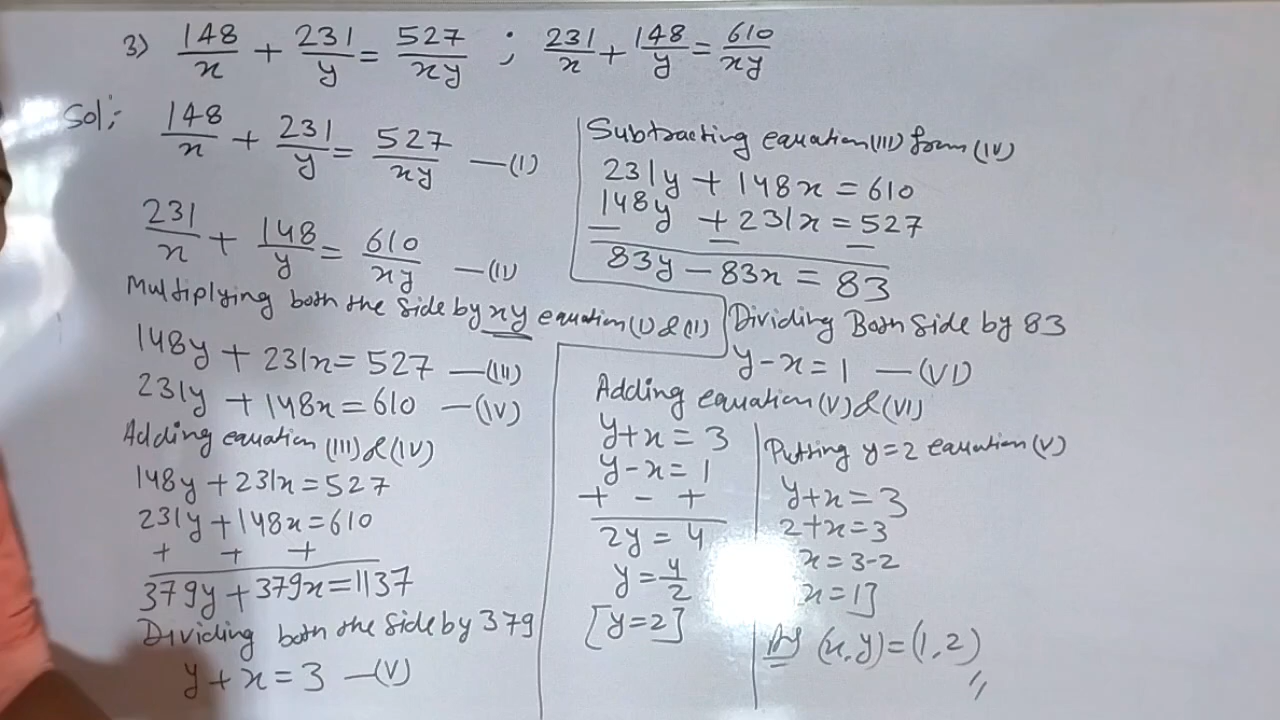 3) 148/x + 231/y = 527/xy ; 231/x + 148/y = 610/xy
Sol:- 148/x + 231/y = 527/xy —(I)
231/x + 148/y = 610/xy —(II)
Multiplying both the side by xy equation (I) & (II)
148y + 231x = 527 —(III)
231y + 148x = 610 —(IV)
Adding equation (III) & (IV)
148y + 231x = 527
231y + 148x = 610
+ + +
379y + 379x = 1137
Dividing both the side by 379
y + x = 3 —(V)
Subtracting equation (III) form (IV)
231y + 148x = 610
148y + 231x = 527
— — —
83y – 83x = 83
Dividing Both Side by 83
y – x = 1 —(VI)
Adding equation (V) & (VI)
y + x = 3
y – x = 1
+ – +
2y = 4
y = 4/2
[y = 2]
Putting y = 2 equation (V)
y + x = 3
2 + x = 3
x = 3 - 2
x = 1]
Ans (x, y) = (1, 2)